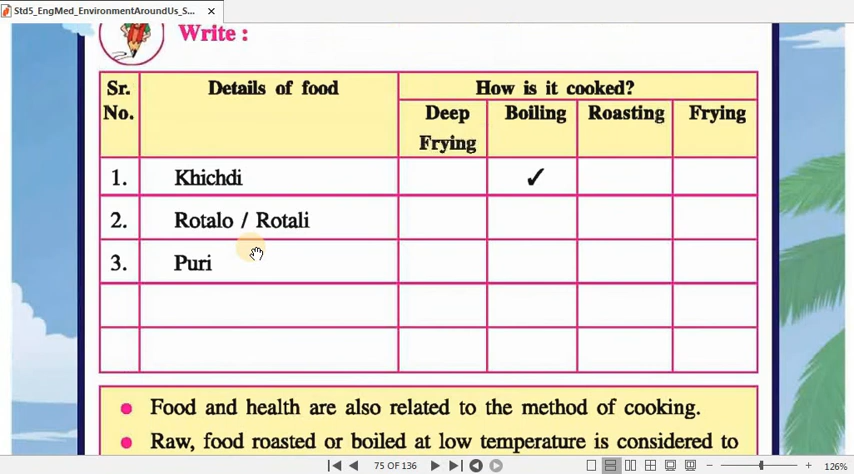 Std5_EngMed_EnvironmentAroundUs_S...
Write :
Sr. No. Details of food How is it cooked?
Deep Frying Boiling Roasting Frying
1. Khichdi ✓
2. Rotalo / Rotali
3. Puri
Food and health are also related to the method of cooking.
Raw, food roasted or boiled at low temperature is considered to
75 OF 136
126%